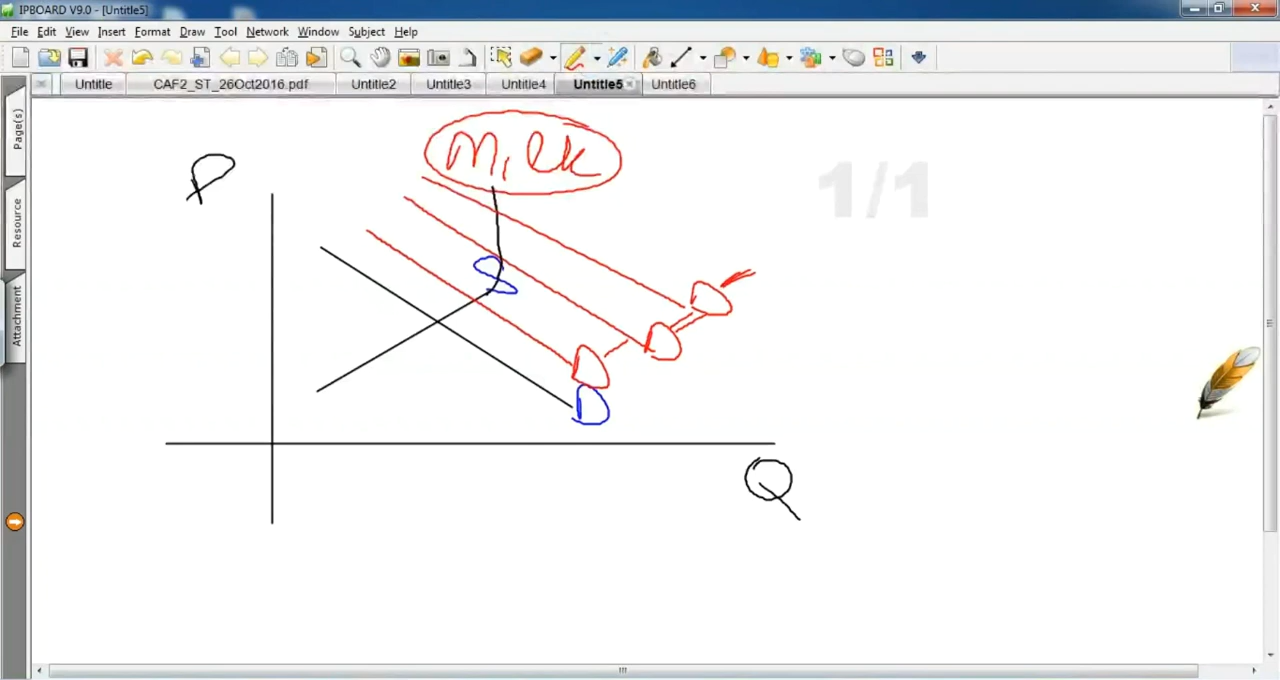 IPBOARD V9.0 - [Untitle5]
File Edit View Insert Format Draw Tool Network Window Subject Help
Untitle CAF2_ST_26Oct2016.pdf Untitle2 Untitle3 Untitle4 Untitle5 Untitle6
Page(s)
Resource
Attachment
Milk
1/1
P
S
D
D
D
D
Q